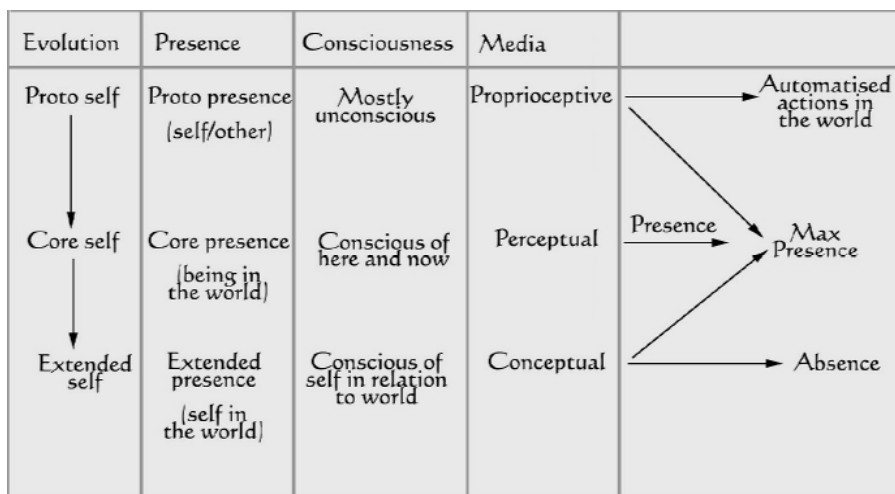 Evolution Presence Consciousness Media
Proto self Proto presence Mostly Proprioceptive Automatised
(self/other) unconscious actions in
the world
Core self Core presence Conscious of Perceptual Presence Max
(being in here and now Presence
the world)
Extended Extended Conscious of Conceptual Absence
self presence self in relation
(self in to world
the world)